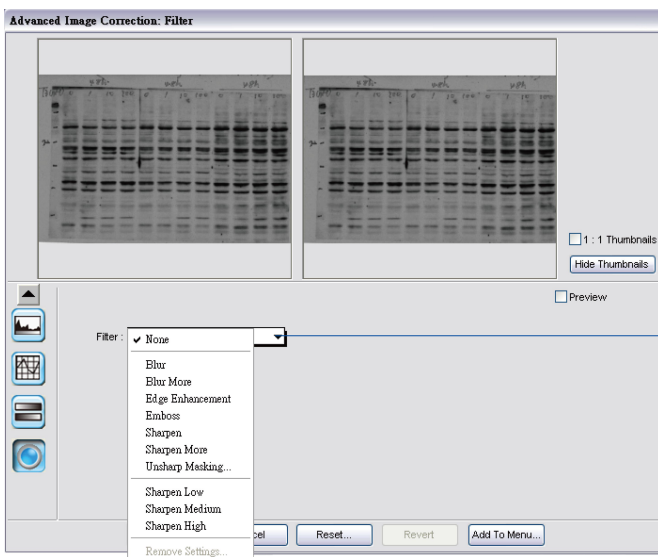 Advanced Image Correction: Filter
48h
1 : 1 Thumbnails
Hide Thumbnails
Preview
Filter :
None
Blur
Blur More
Edge Enhancement
Emboss
Sharpen
Sharpen More
Unsharp Masking...
Sharpen Low
Sharpen Medium
Sharpen High
Remove Settings...
Reset...
Revert
Add To Menu...